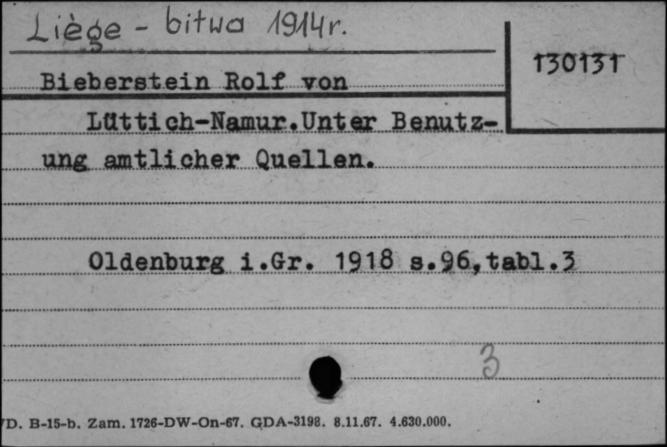 Liège - bitwa 1914r.
130131
Bieberstein Rolf von
Lüttich-Namur.Unter Benutz-
ung amtlicher Quellen.
Oldenburg i.Gr. 1918 s.96,tabl.3
3
D. B-15-b. Zam. 1726-DW-On-67. GDA-3198. 8.11.67. 4.630.000.